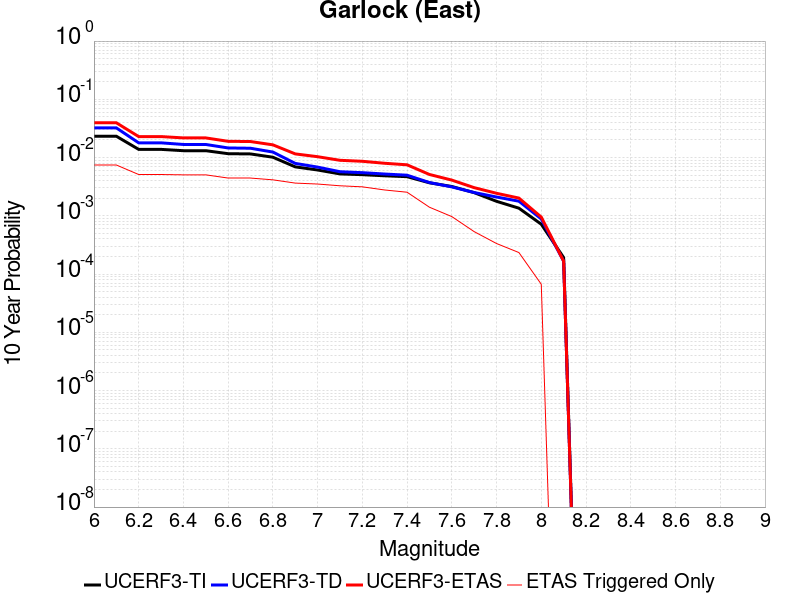 Garlock (East)
10 0
10 -1
10 -2
10 -3
10 -4
10 -5
10 -6
10 -7
10 -8
10 Year Probability
6 6.2 6.4 6.6 6.8 7 7.2 7.4 7.6 7.8 8 8.2 8.4 8.6 8.8 9
Magnitude
UCERF3-TI UCERF3-TD UCERF3-ETAS ETAS Triggered Only